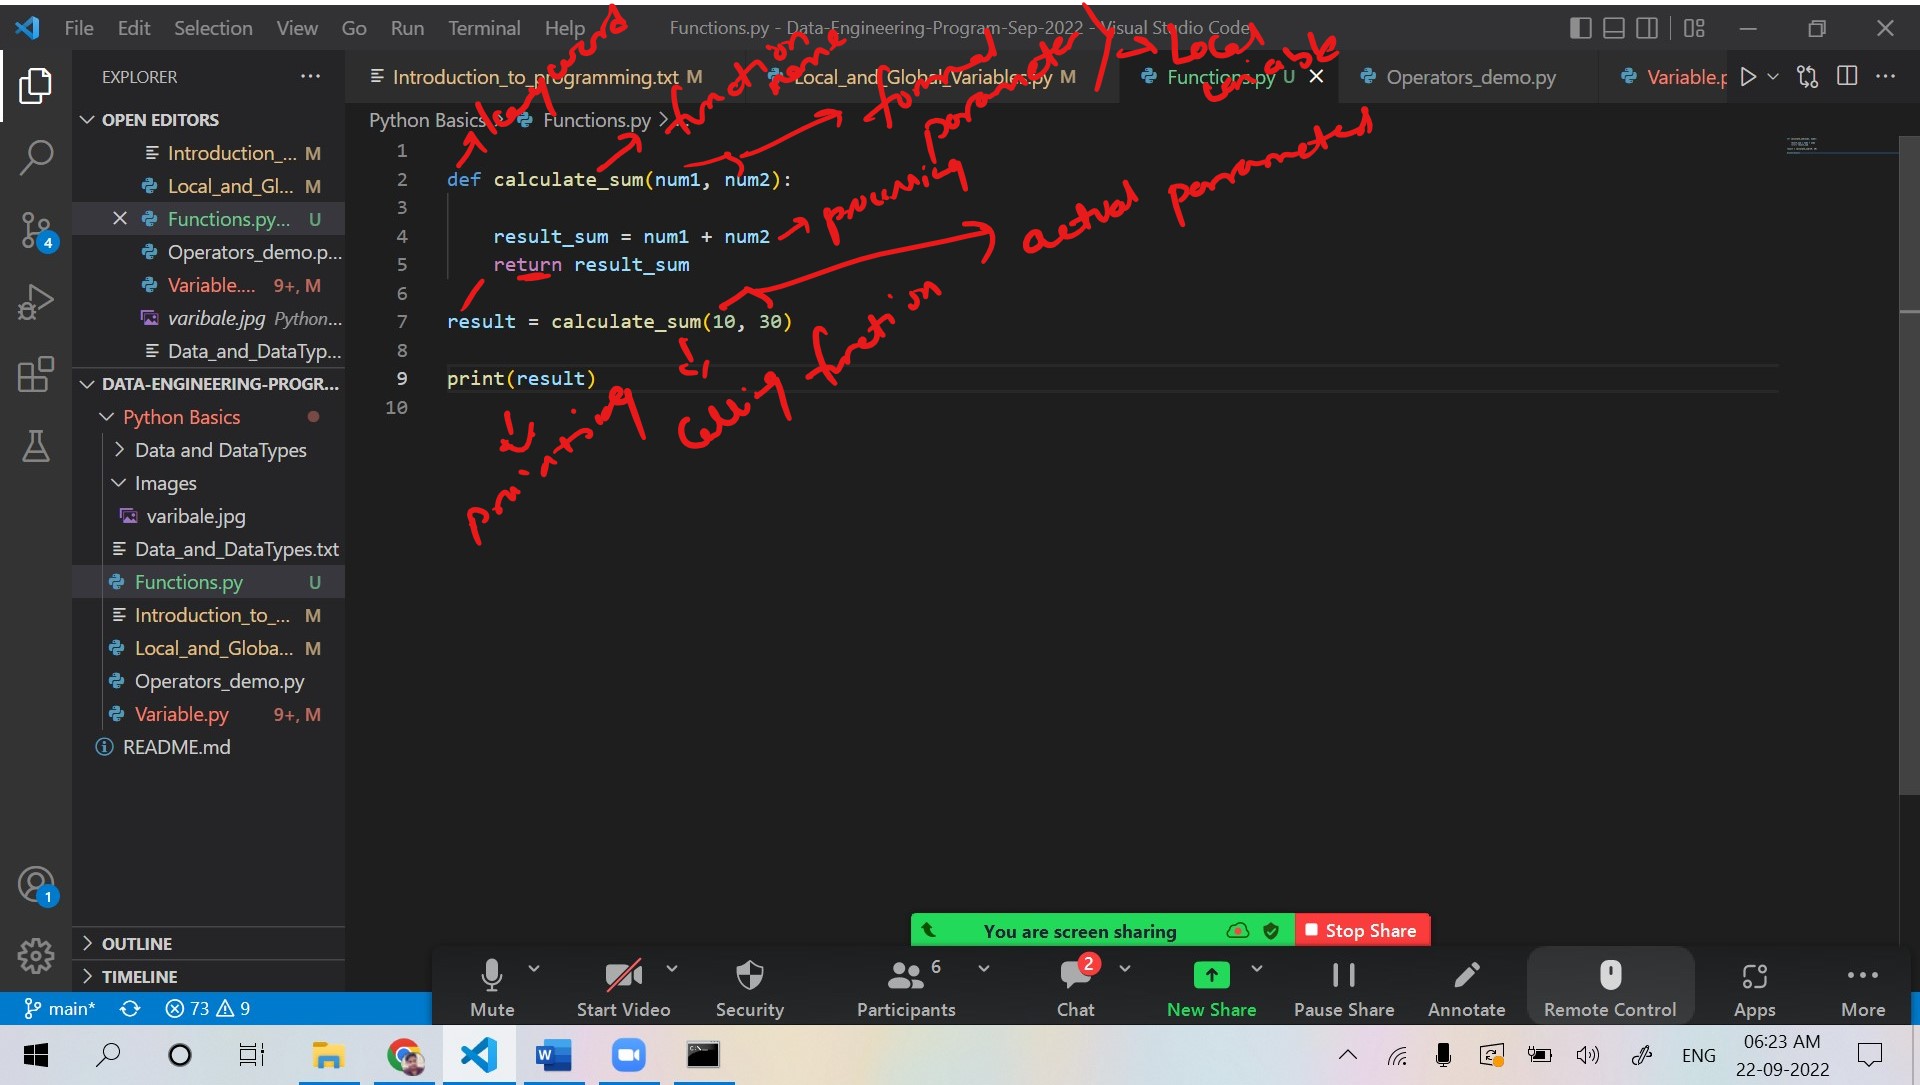 File Edit Selection View Go Run Terminal Help Functions.py - Data-Engineering-Program-Sep-2022 - Visual Studio Code
EXPLORER ···
Introduction_to_programming.txt M Local_and_Global_Variables.py M Functions.py U Operators_demo.py Variable.p
Python Basics > Functions.py >
OPEN EDITORS
Introduction_... M
Local_and_Gl... M
Functions.py... U
Operators_demo.p...
Variable.... 9+, M
varibale.jpg Python...
Data_and_DataTyp...
DATA-ENGINEERING-PROGR...
Python Basics
Data and DataTypes
Images
varibale.jpg
Data_and_DataTypes.txt
Functions.py U
Introduction_to_... M
Local_and_Globa... M
Operators_demo.py
Variable.py 9+, M
README.md
OUTLINE
TIMELINE
4
1
1
2 def calculate_sum(num1, num2):
3
4 result_sum = num1 + num2
5 return result_sum
6
7 result = calculate_sum(10, 30)
8
9 print(result)
10
keyword
function name
formal parameter
Local variable
actual parameter
calling function
printing
You are screen sharing Stop Share
Mute Start Video Security Participants 6 Chat 2 New Share Pause Share Annotate Remote Control Apps More
main* 73 9
ENG 06:23 AM
22-09-2022